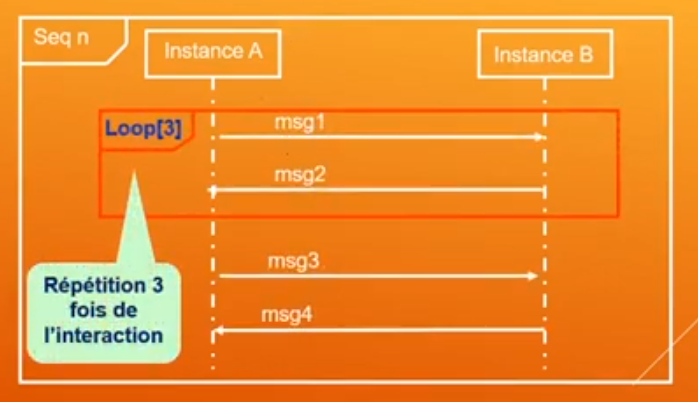 Seq n
Instance A
Instance B
Loop[3]
msg1
msg2
msg3
msg4
Répétition 3
fois de
l'interaction